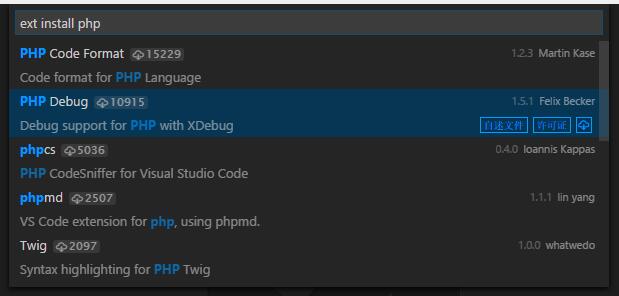 ext install php
PHP Code Format 15229 1.2.3 Martin Kase
Code format for PHP Language
PHP Debug 10915 1.5.1 Felix Becker
Debug support for PHP with XDebug 自述文件 许可证
phpcs 5036 0.4.0 Ioannis Kappas
PHP CodeSniffer for Visual Studio Code
phpmd 2507 1.1.1 lin yang
VS Code extension for php, using phpmd.
Twig 2097 1.0.0 whatwedo
Syntax highlighting for PHP Twig